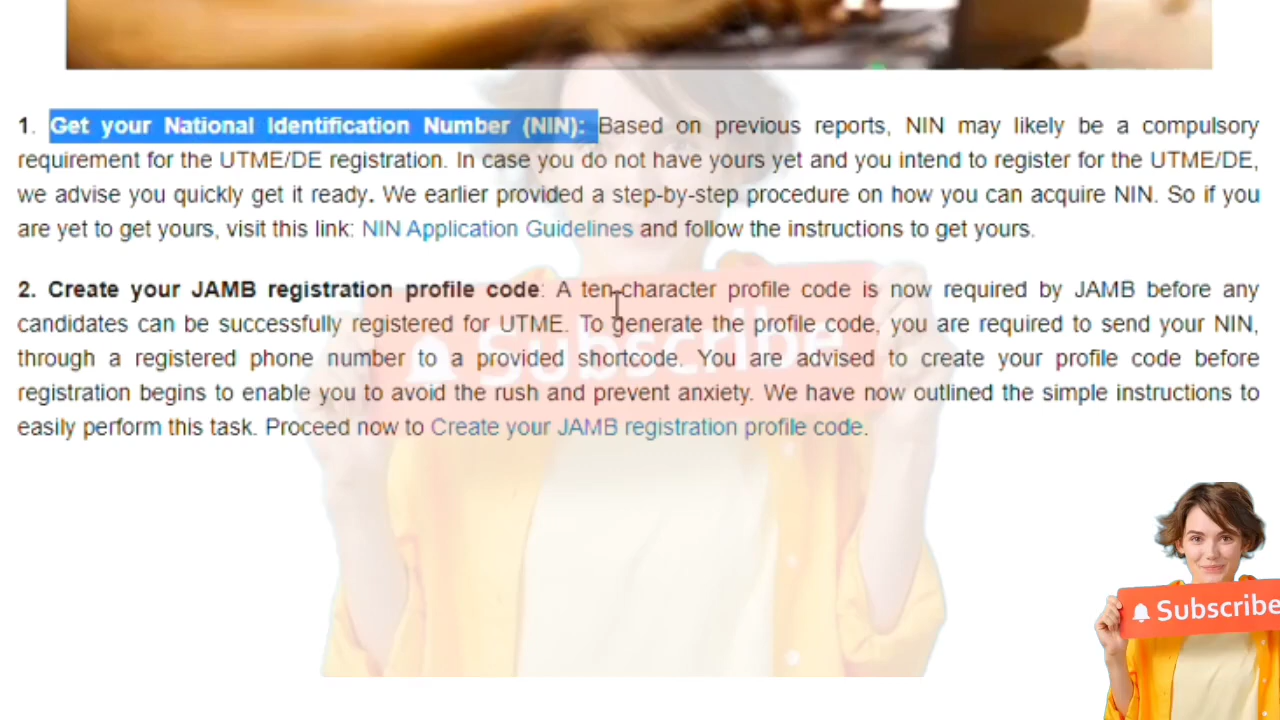 1. Get your National Identification Number (NIN): Based on previous reports, NIN may likely be a compulsory
requirement for the UTME/DE registration. In case you do not have yours yet and you intend to register for the UTME/DE,
we advise you quickly get it ready. We earlier provided a step-by-step procedure on how you can acquire NIN. So if you
are yet to get yours, visit this link: NIN Application Guidelines and follow the instructions to get yours.
2. Create your JAMB registration profile code: A ten-character profile code is now required by JAMB before any
candidates can be successfully registered for UTME. To generate the profile code, you are required to send your NIN,
through a registered phone number to a provided shortcode. You are advised to create your profile code before
registration begins to enable you to avoid the rush and prevent anxiety. We have now outlined the simple instructions to
easily perform this task. Proceed now to Create your JAMB registration profile code.
Subscribe
Subscribe